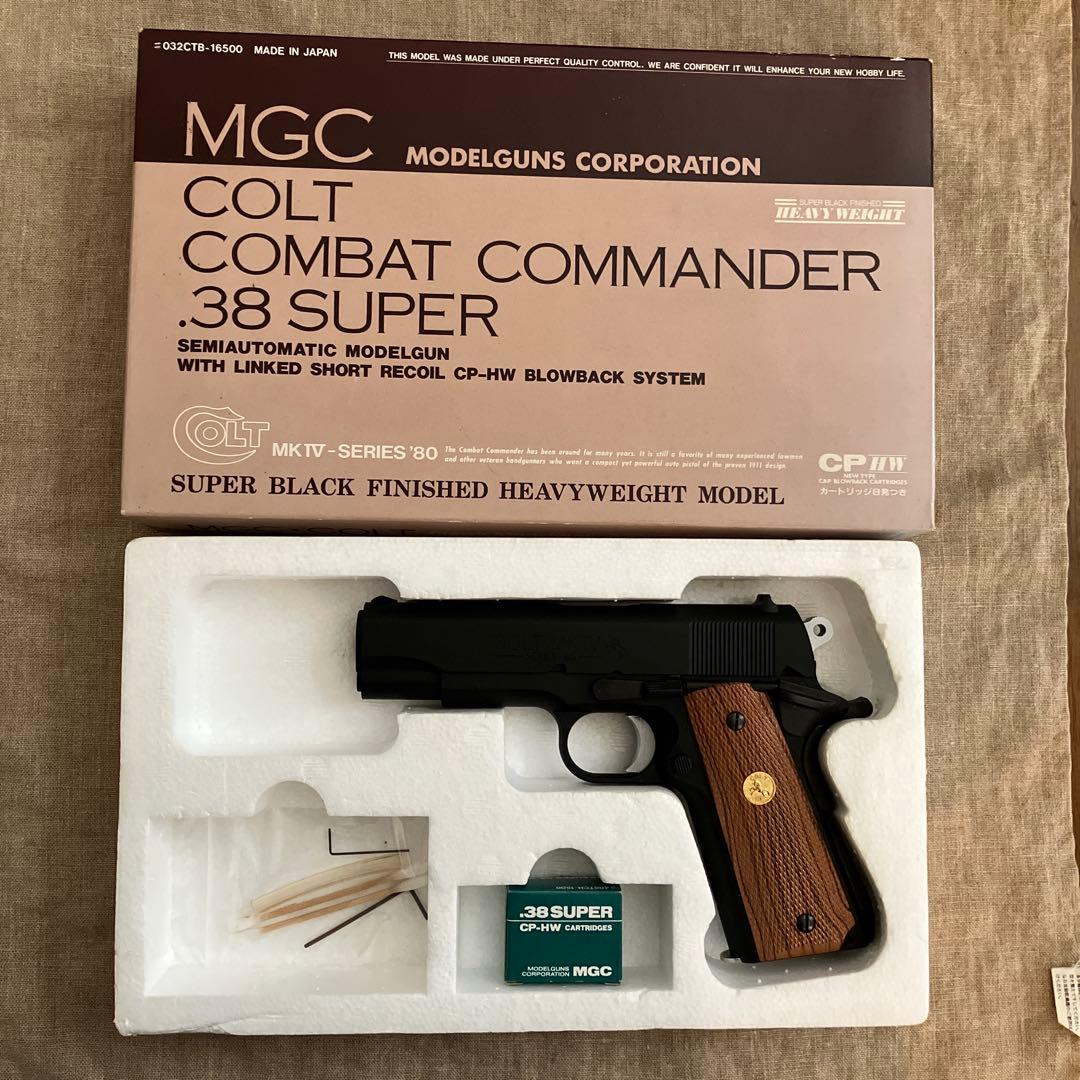 032CTB-16500 MADE IN JAPAN
THIS MODEL WAS MADE UNDER PERFECT QUALITY CONTROL. WE ARE CONFIDENT IT WILL ENHANCE YOUR NEW HOBBY LIFE.
MGC MODELGUNS CORPORATION
COLT
SUPER BLACK FINISHED
HEAVY WEIGHT
COMBAT COMMANDER
.38 SUPER
SEMIAUTOMATIC MODELGUN
WITH LINKED SHORT RECOIL CP-HW BLOWBACK SYSTEM
COLT
MK IV - SERIES '80
The Combat Commander has been around for many years. It is still a favorite of many experienced lawmen
and other veteran handgunners who want a compact yet powerful auto pistol of the proven 1911 design.
CP HW
NEW TYPE
CAP BLOWBACK CARTRIDGES
カートリッジ8発つき
SUPER BLACK FINISHED HEAVYWEIGHT MODEL
MGC COLT
.38 SUPER
CP-HW CARTRIDGES
MODELGUNS
CORPORATION MGC